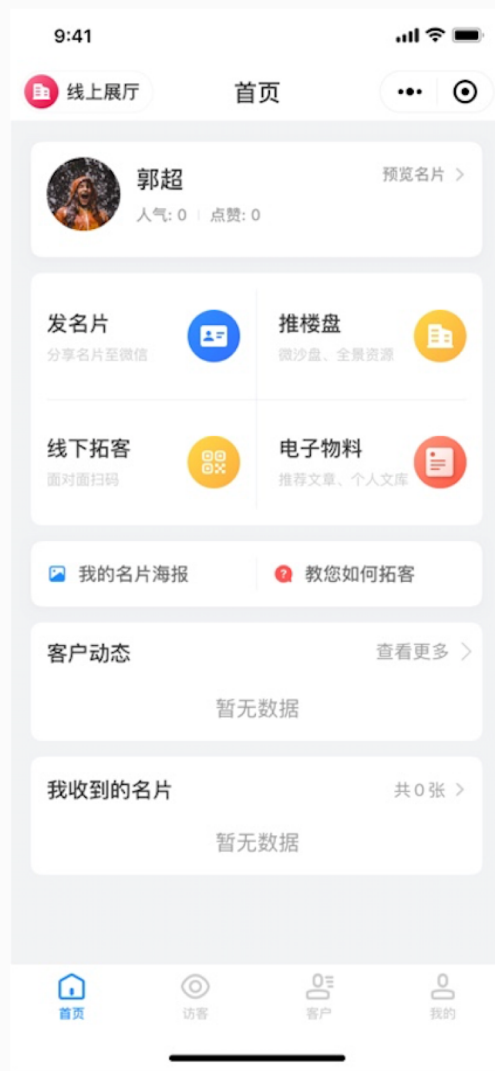 9:41
线上展厅
首页
郭超
预览名片
人气: 0
点赞: 0
发名片
分享名片至微信
推楼盘
微沙盘、全景资源
线下拓客
面对面扫码
电子物料
推荐文章、个人文库
我的名片海报
教您如何拓客
客户动态
查看更多
暂无数据
我收到的名片
共0张
暂无数据
首页
访客
客户
我的